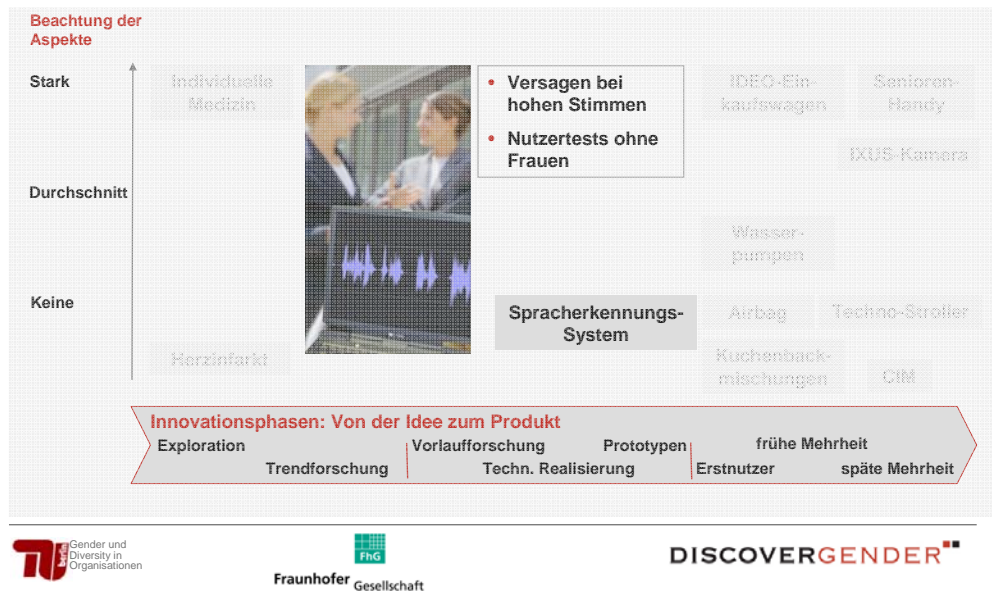 Beachtung der
Aspekte
Stark
Individuelle
Medizin
• Versagen bei
hohen Stimmen
• Nutzertests ohne
Frauen
IDEO-Ein-
kaufswagen
Senioren-
Handy
IXUS-Kamera
Durchschnitt
Wasser-
pumpen
Keine
Spracherkennungs-
System
Airbag
Techno-Stroller
Herzinfarkt
Kuchenback-
mischungen
CIM
Innovationsphasen: Von der Idee zum Produkt
Exploration
Vorlaufforschung
Prototypen
frühe Mehrheit
Trendforschung
Techn. Realisierung
Erstnutzer
späte Mehrheit
berlin
Gender und
Diversity in
Organisationen
FhG
Fraunhofer Gesellschaft
DISCOVERGENDER